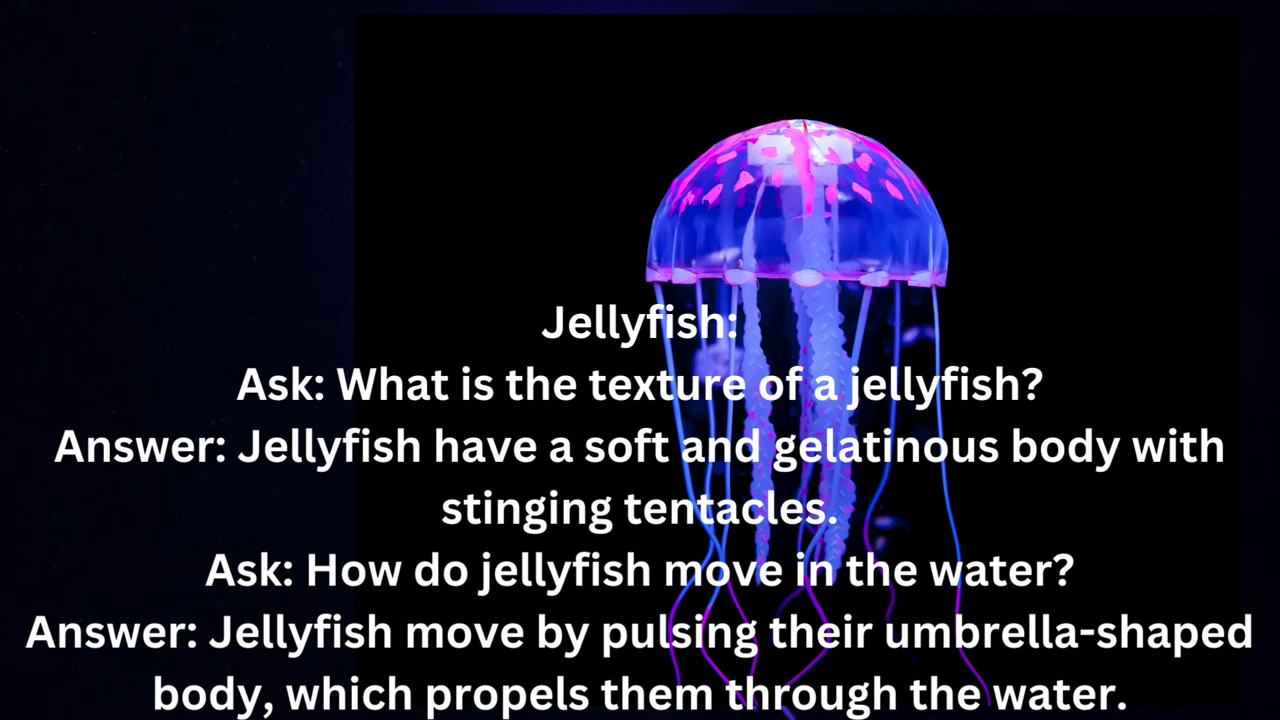 Jellyfish:
Ask: What is the texture of a jellyfish?
Answer: Jellyfish have a soft and gelatinous body with
stinging tentacles.
Ask: How do jellyfish move in the water?
Answer: Jellyfish move by pulsing their umbrella-shaped
body, which propels them through the water.